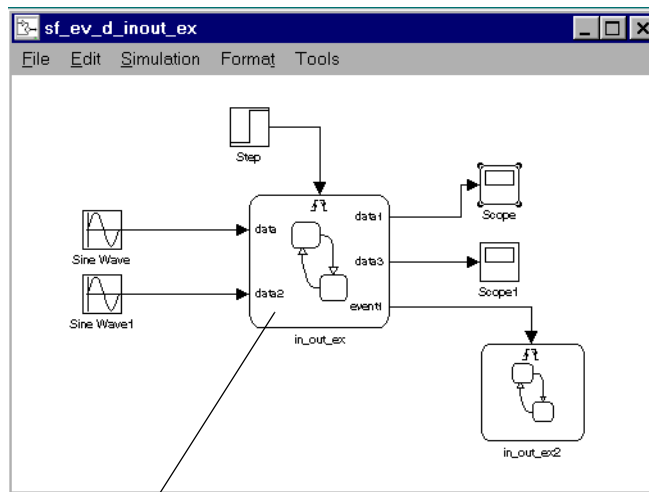 sf_ev_d_inout_ex
File Edit Simulation Format Tools
Step
data
data1
Scope
Sine Wave
data3
Scope1
data2
event1
Sine Wave1
in_out_ex
in_out_ex2